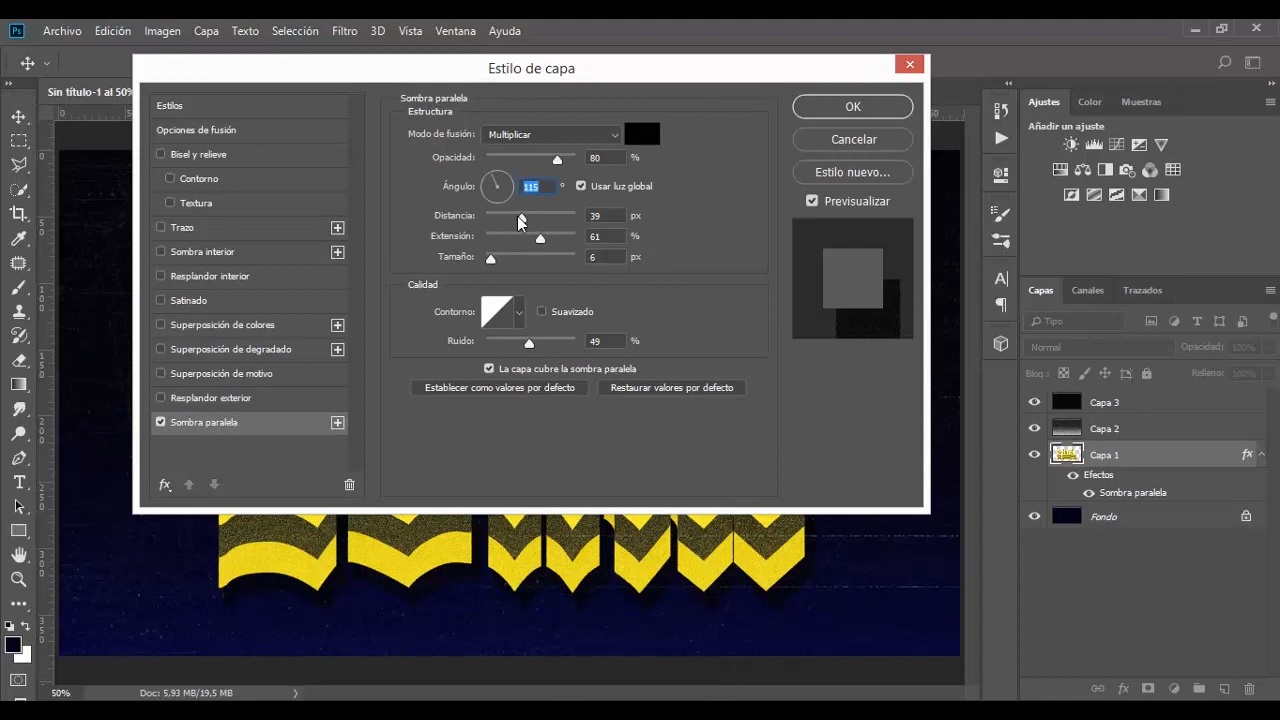 Ps Archivo Edición Imagen Capa Texto Selección Filtro 3D Vista Ventana Ayuda
Estilo de capa
Sin título-1 al 50%
Estilos
Opciones de fusión
Bisel y relieve
Contorno
Textura
Trazo
Sombra interior
Resplandor interior
Satinado
Superposición de colores
Superposición de degradado
Superposición de motivo
Resplandor exterior
Sombra paralela
fx
Sombra paralela
Estructura
Modo de fusión: Multiplicar
Opacidad: 80 %
Ángulo: 115 ° Usar luz global
Distancia: 39 px
Extensión: 61 %
Tamaño: 6 px
Calidad
Contorno: Suavizado
Ruido: 49 %
La capa cubre la sombra paralela
Establecer como valores por defecto Restaurar valores por defecto
OK
Cancelar
Estilo nuevo...
Previsualizar
Ajustes Color Muestras
Añadir un ajuste
Capas Canales Trazados
Tipo
Normal Opacidad: 100%
Bloq.: Relleno: 100%
Capa 3
Capa 2
Capa 1 fx
Efectos
Sombra paralela
Fondo
50% Doc: 5,93 MB/19,5 MB